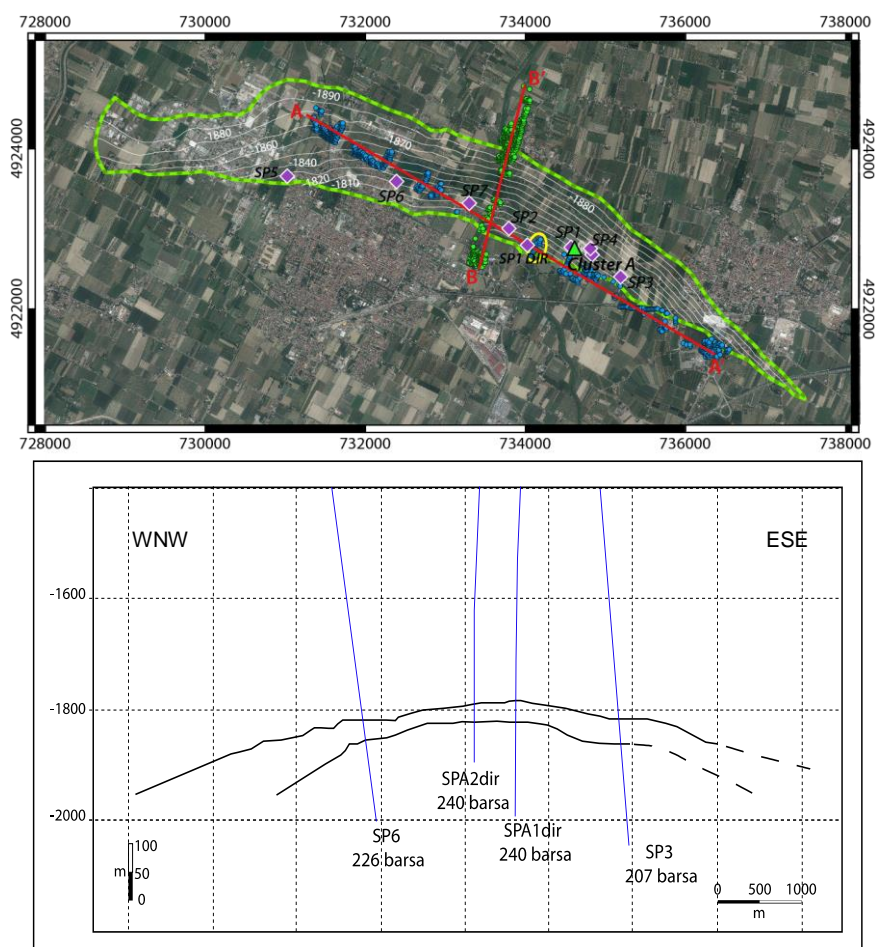 728000 730000 732000 734000 736000 738000
4924000
4922000
4924000
4922000
-1890
-1880
-1870
-1860
1840
1820
-1810
-1880
A
B'
SP5
SP6
SP7
SP2
SP1 DIR
SP1
SP4
Cluster A
SP3
B
A'
728000 730000 732000 734000 736000 738000
WNW
ESE
-1600
-1800
-2000
SPA2dir
240 barsa
SPA1dir
240 barsa
SP6
226 barsa
SP3
207 barsa
100
m 50
0
0 500 1000
m